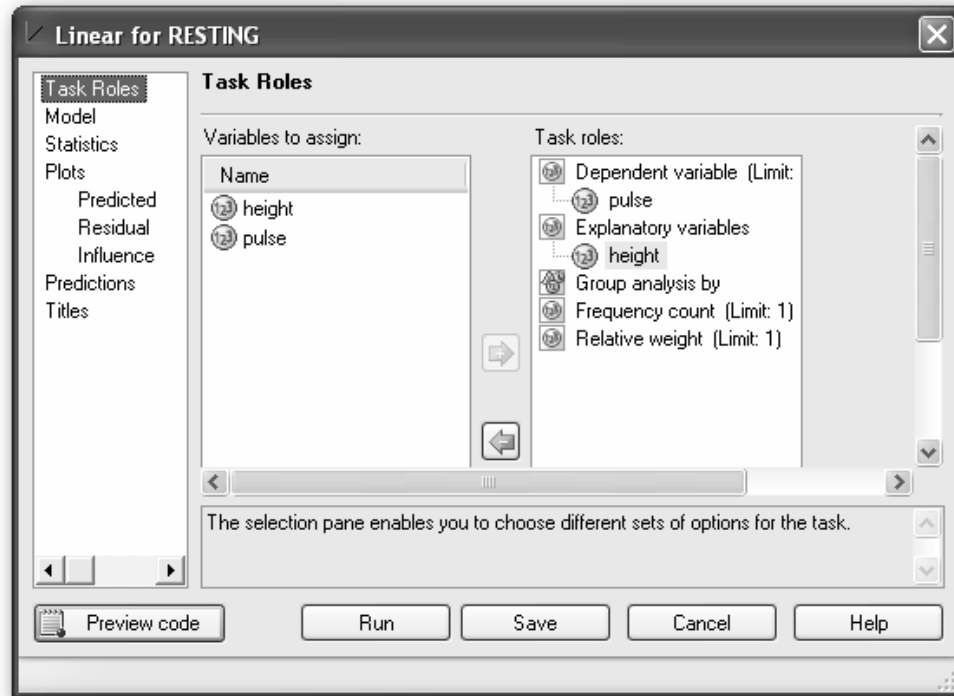 Linear for RESTING
Task Roles
Model
Statistics
Plots
Predicted
Residual
Influence
Predictions
Titles
Task Roles
Variables to assign:
Name
height
pulse
Task roles:
Dependent variable (Limit:
pulse
Explanatory variables
height
Group analysis by
Frequency count (Limit: 1)
Relative weight (Limit: 1)
The selection pane enables you to choose different sets of options for the task.
Preview code
Run
Save
Cancel
Help